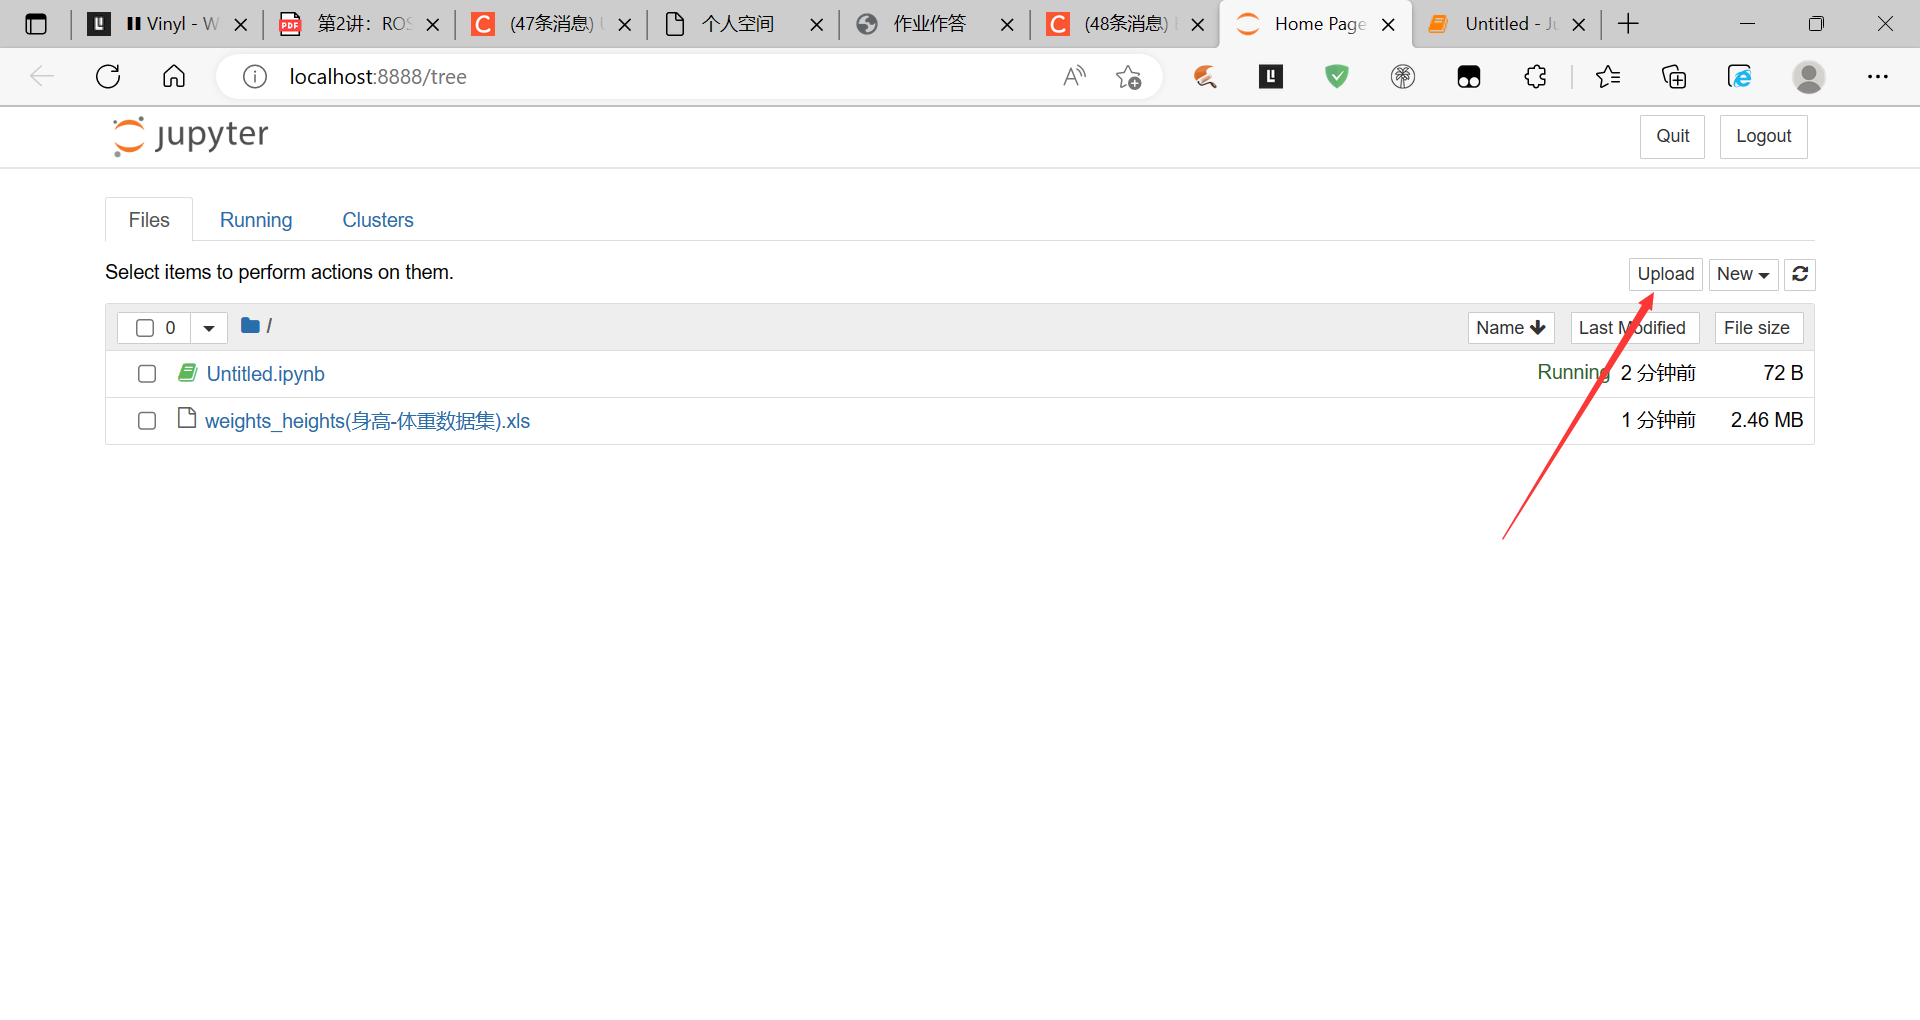 Vinyl - W
第2讲：ROS
(47条消息)
个人空间
作业作答
(48条消息)
Home Page
Untitled - Ju
localhost:8888/tree
jupyter
Quit
Logout
Files
Running
Clusters
Select items to perform actions on them.
Upload
New
0
/
Name
Last Modified
File size
Untitled.ipynb
Running
2 分钟前
72 B
weights_heights(身高-体重数据集).xls
1 分钟前
2.46 MB